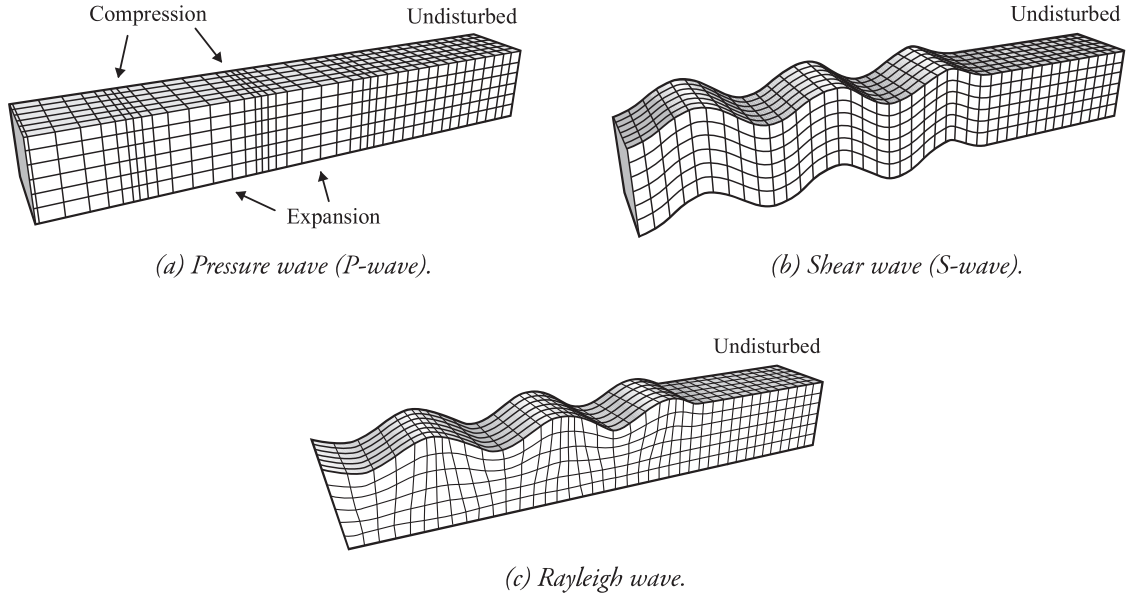 Compression
Undisturbed
Expansion
(a) Pressure wave (P-wave).
Undisturbed
(b) Shear wave (S-wave).
Undisturbed
(c) Rayleigh wave.